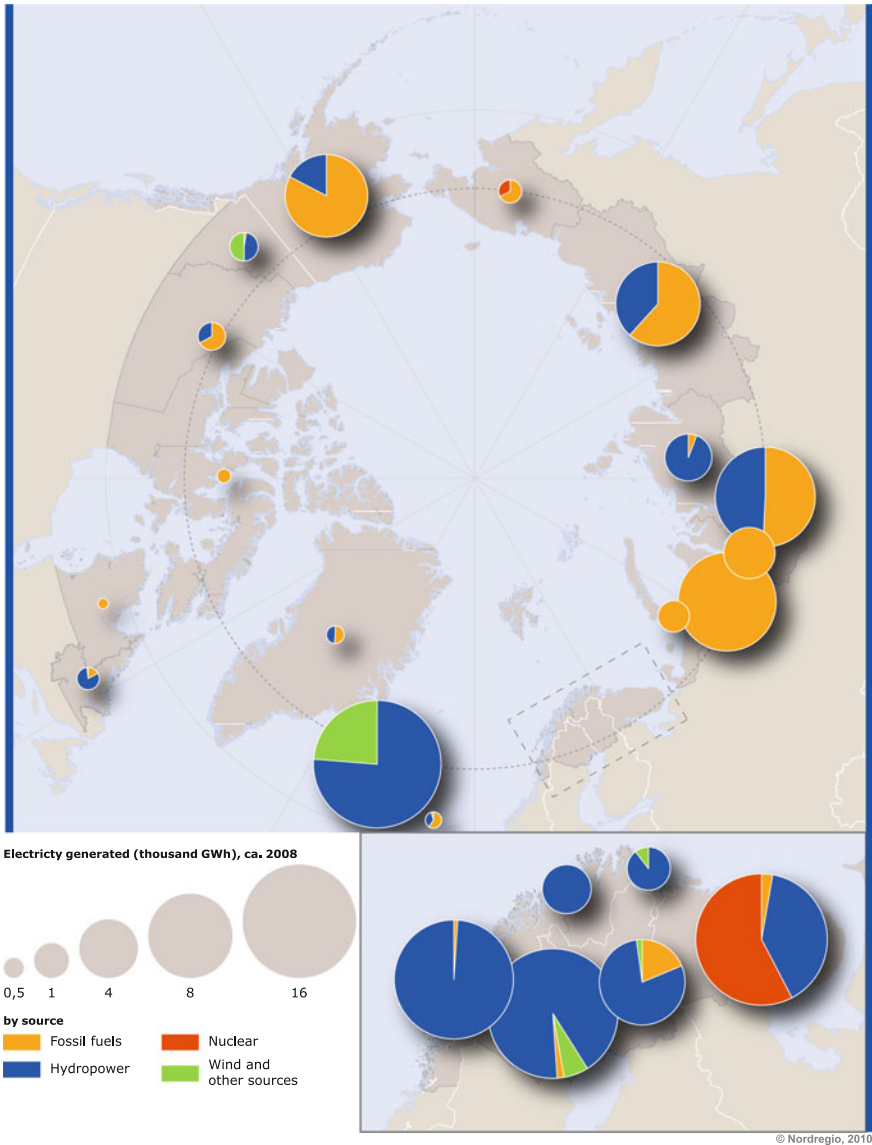 Electricty generated (thousand GWh), ca. 2008
0,5 1 4 8 16
by source
Fossil fuels
Nuclear
Hydropower
Wind and
other sources
© Nordregio, 2010